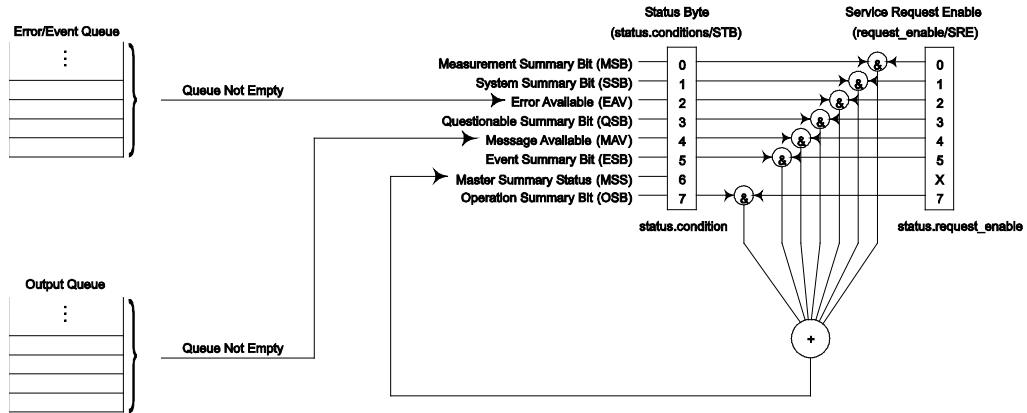 Error/Event Queue
Queue Not Empty
Output Queue
Queue Not Empty
Status Byte
(status.conditions/STB)
Service Request Enable
(request_enable/SRE)
Measurement Summary Bit (MSB) 0 & 0
System Summary Bit (SSB) 1 & 1
Error Available (EAV) 2 & 2
Questionable Summary Bit (QSB) 3 & 3
Message Available (MAV) 4 & 4
Event Summary Bit (ESB) 5 & 5
Master Summary Status (MSS) 6 X
Operation Summary Bit (OSB) 7 & 7
status.condition
status.request_enable
+